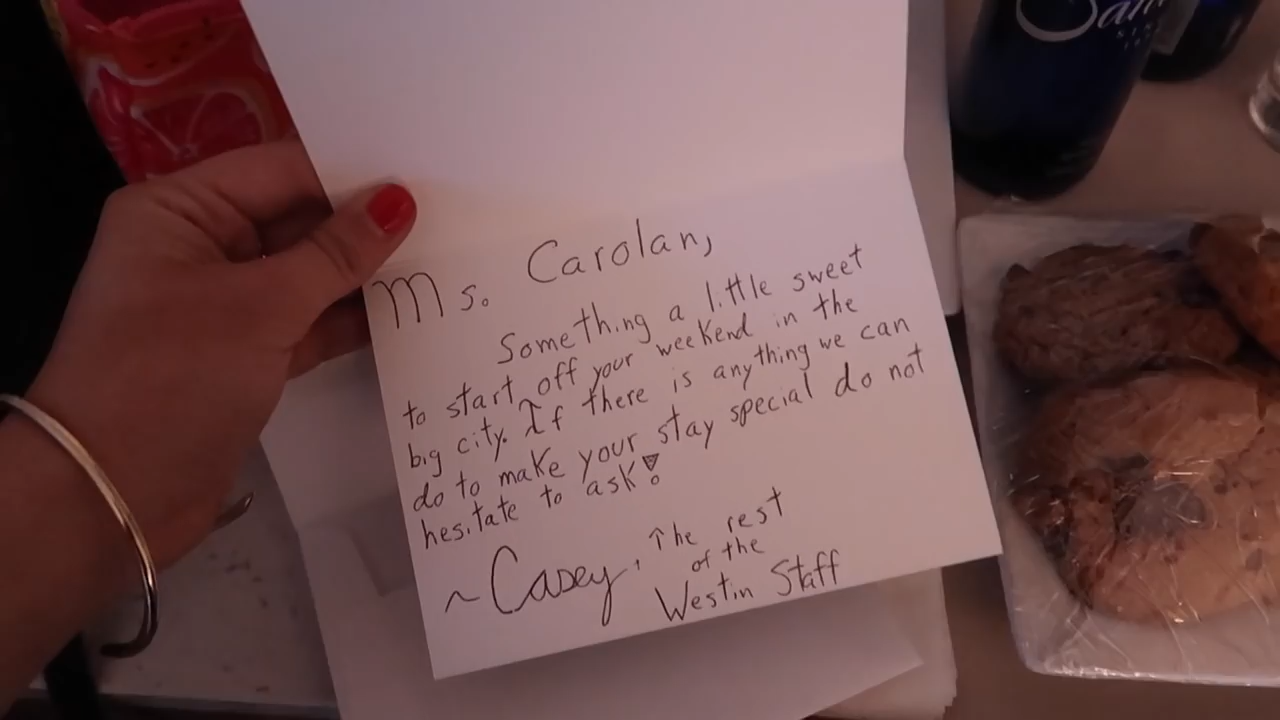 Sara
Ms. Carolan,
Something a little sweet
to start off your weekend in the
big city. If there is anything we can
do to make your stay special do not
hesitate to ask!
~ Casey, The rest
of the
Westin Staff